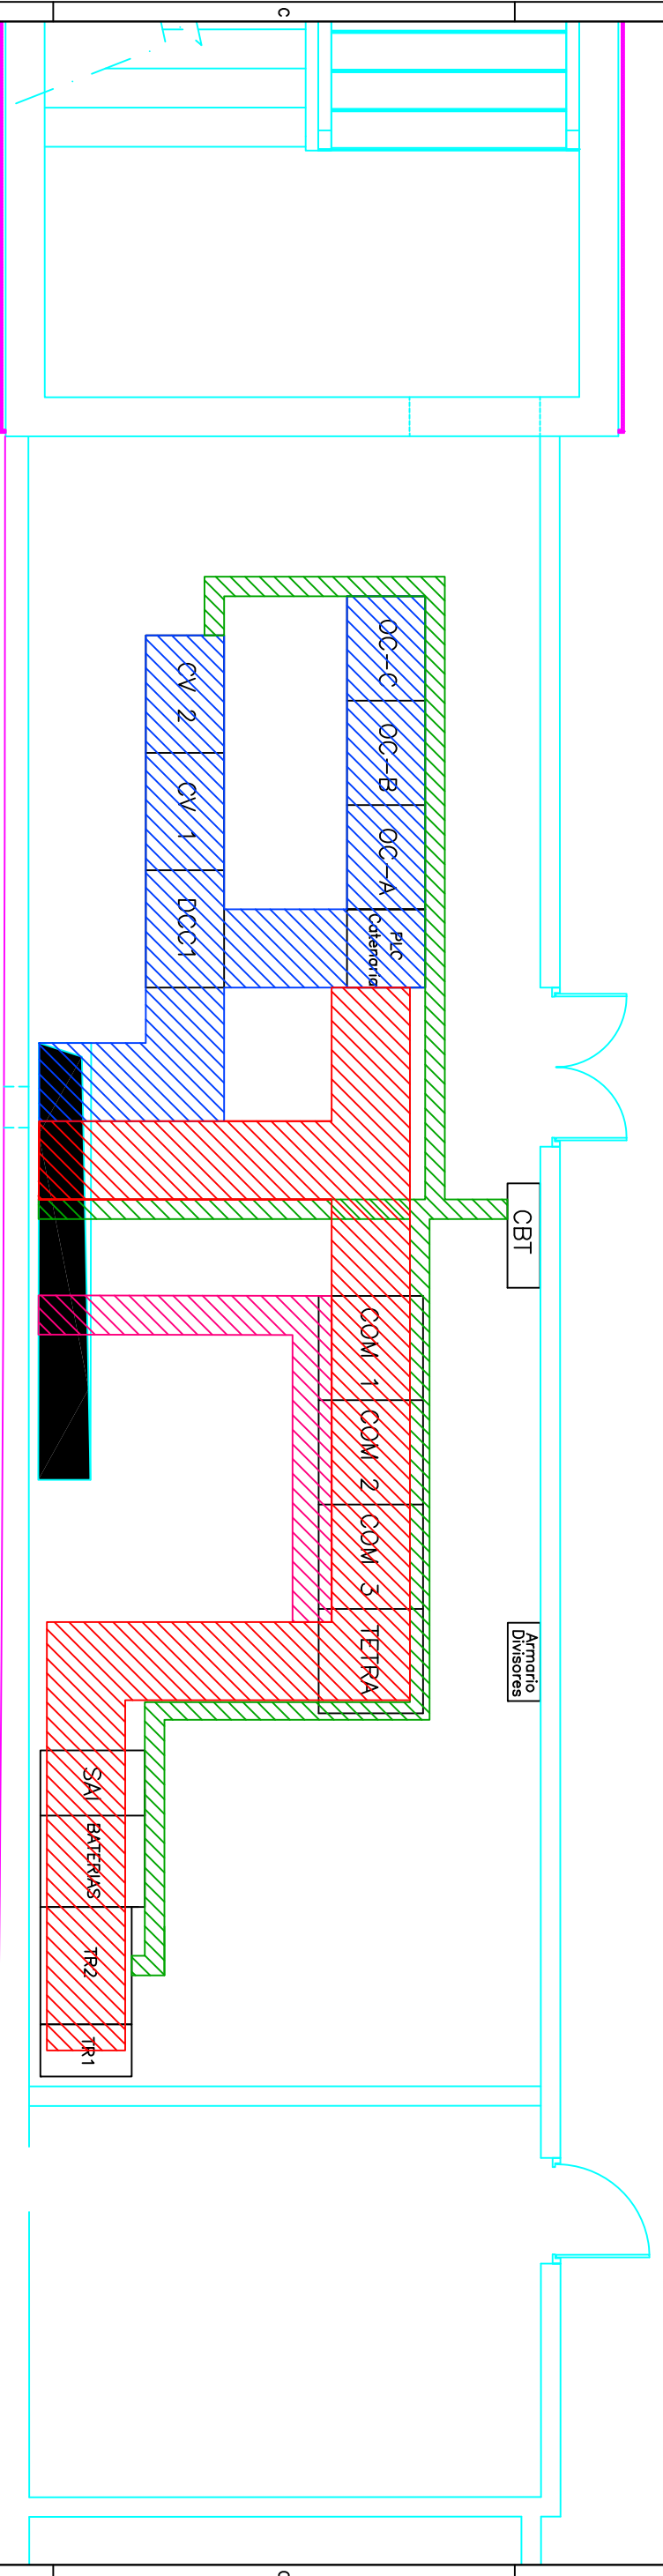 C
OC-C
OC-B
OC-A
PLC
Catenaria
CV 2
CV 1
DCC1
CBT
COM 1
COM 2
COM 3
TETRA
Armario
Divisores
SAI
BATERIAS
TR2
TR1
C